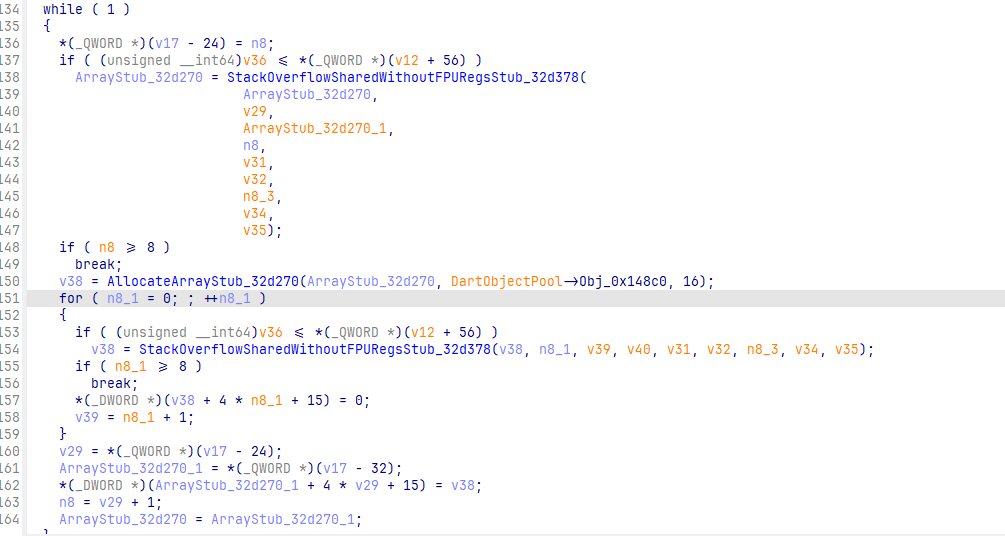 134 while ( 1 )
135 {
136 *(_QWORD *)(v17 - 24) = n8;
137 if ( (unsigned __int64)v36 <= *(_QWORD *)(v12 + 56) )
138 ArrayStub_32d270 = StackOverflowSharedWithoutFPURegsStub_32d378(
139 ArrayStub_32d270,
140 v29,
141 ArrayStub_32d270_1,
142 n8,
143 v31,
144 v32,
145 n8_3,
146 v34,
147 v35);
148 if ( n8 >= 8 )
149 break;
150 v38 = AllocateArrayStub_32d270(ArrayStub_32d270, DartObjectPool->Obj_0x148c0, 16);
151 for ( n8_1 = 0; ; ++n8_1 )
152 {
153 if ( (unsigned __int64)v36 <= *(_QWORD *)(v12 + 56) )
154 v38 = StackOverflowSharedWithoutFPURegsStub_32d378(v38, n8_1, v39, v40, v31, v32, n8_3, v34, v35);
155 if ( n8_1 >= 8 )
156 break;
157 *(_DWORD *)(v38 + 4 * n8_1 + 15) = 0;
158 v39 = n8_1 + 1;
159 }
160 v29 = *(_QWORD *)(v17 - 24);
161 ArrayStub_32d270_1 = *(_QWORD *)(v17 - 32);
162 *(_DWORD *)(ArrayStub_32d270_1 + 4 * v29 + 15) = v38;
163 n8 = v29 + 1;
164 ArrayStub_32d270 = ArrayStub_32d270_1;